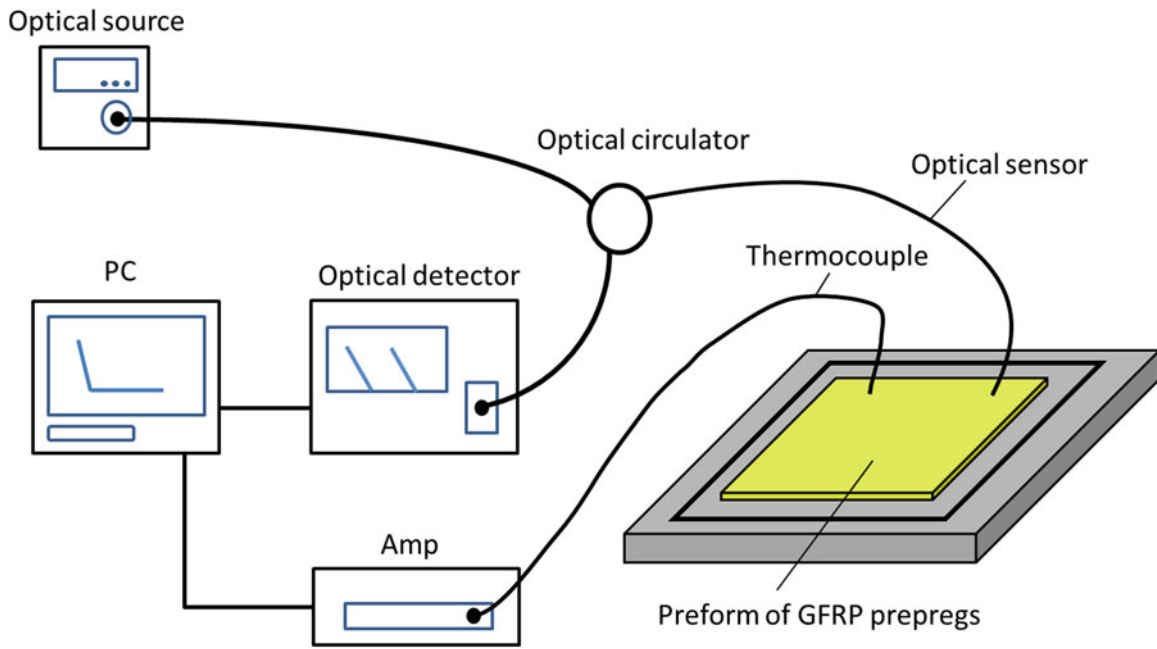 Optical source
Optical circulator
Optical sensor
Thermocouple
PC
Optical detector
Amp
Preform of GFRP prepregs